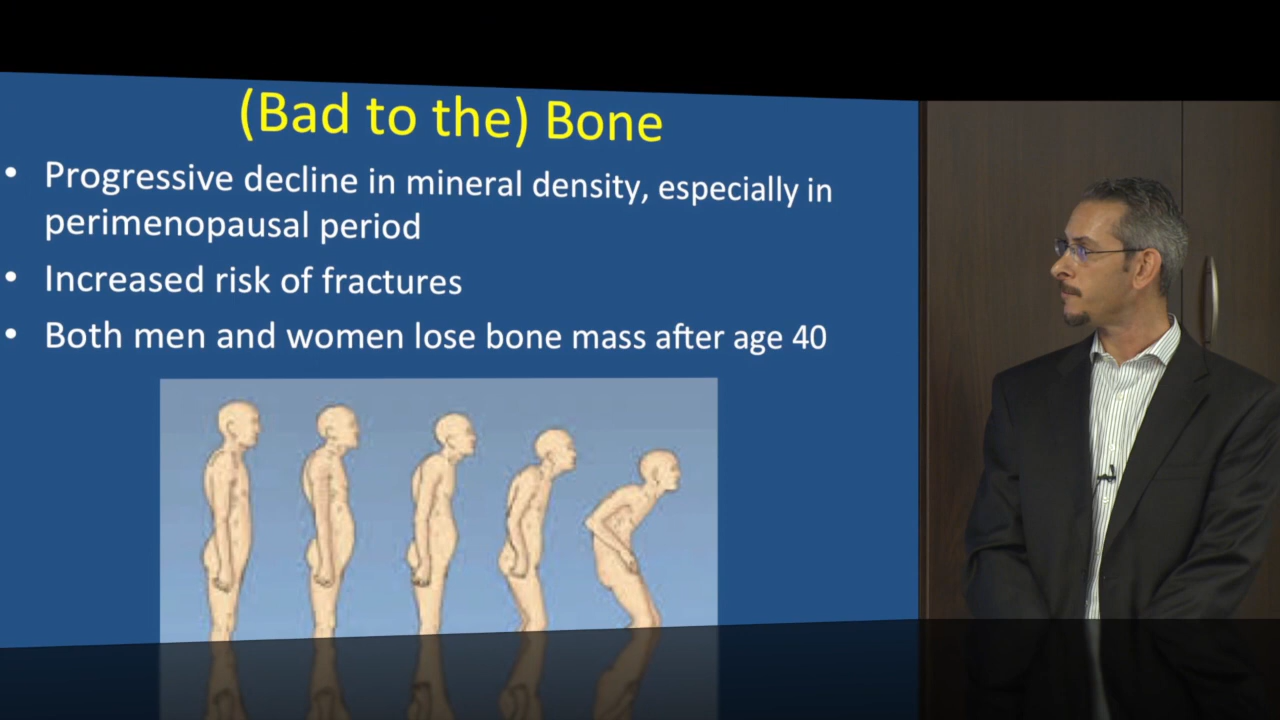 (Bad to the) Bone
• Progressive decline in mineral density, especially in
perimenopausal period
• Increased risk of fractures
• Both men and women lose bone mass after age 40